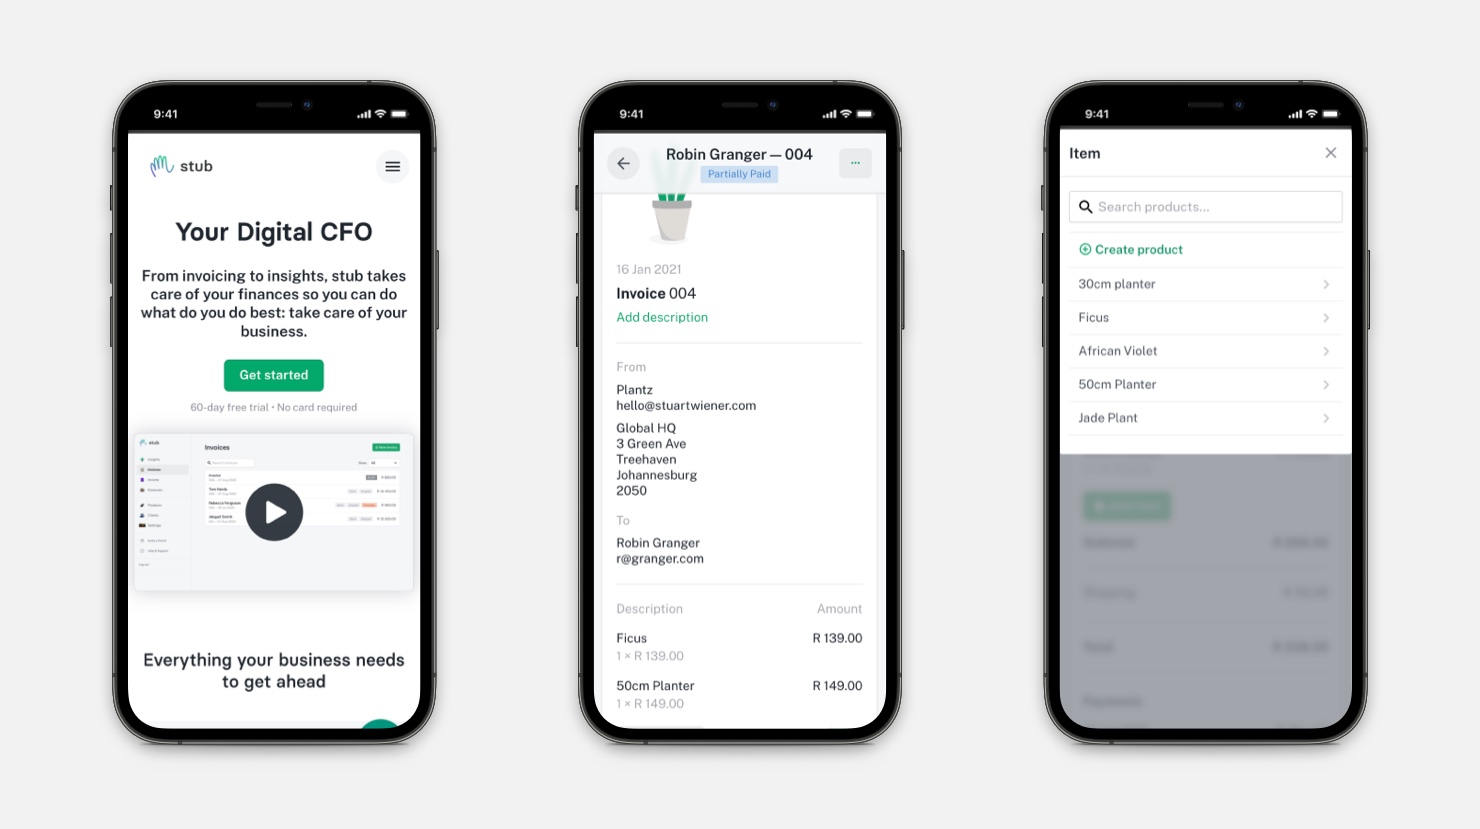 9:41
stub
Your Digital CFO
From invoicing to insights, stub takes
care of your finances so you can do
what do you do best: take care of your
business.
Get started
60-day free trial • No card required
stub
Invoices
Everything your business needs
to get ahead
9:41
Robin Granger — 004
Partially Paid
16 Jan 2021
Invoice 004
Add description
From
Plantz
hello@stuartwiener.com
Global HQ
3 Green Ave
Treehaven
Johannesburg
2050
To
Robin Granger
r@granger.com
Description Amount
Ficus R 139.00
1 × R 139.00
50cm Planter R 149.00
1 × R 149.00
9:41
Item
Search products...
Create product
30cm planter
Ficus
African Violet
50cm Planter
Jade Plant
Total